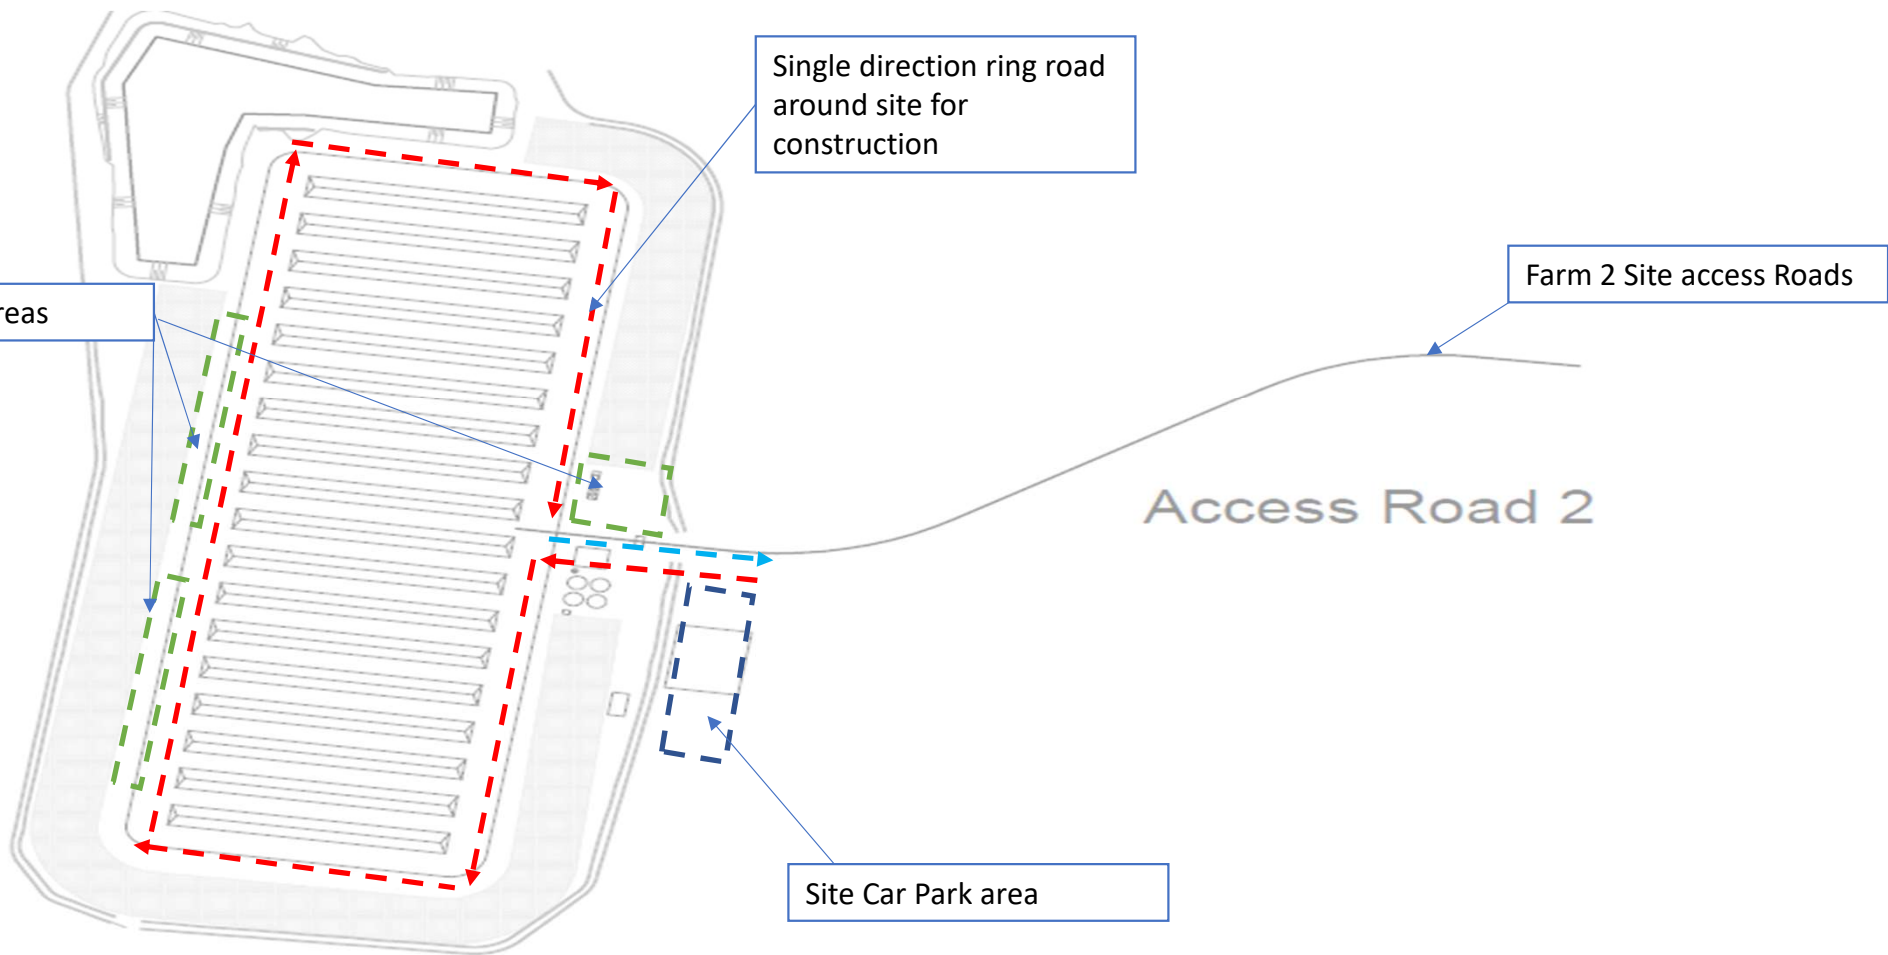 Single direction ring road
around site for
construction
Farm 2 Site access Roads
reas
Access Road 2
Site Car Park area